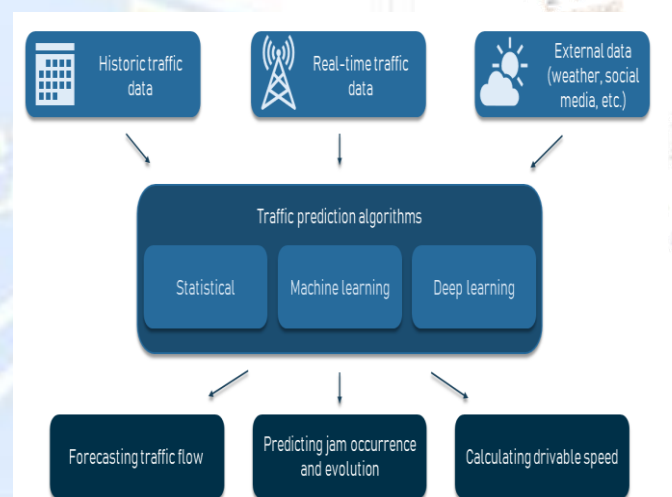 Historic traffic
data
Real-time traffic
data
External data
(weather, social
media, etc.)
Traffic prediction algorithms
Statistical
Machine learning
Deep learning
Forecasting traffic flow
Predicting jam occurrence
and evolution
Calculating drivable speed